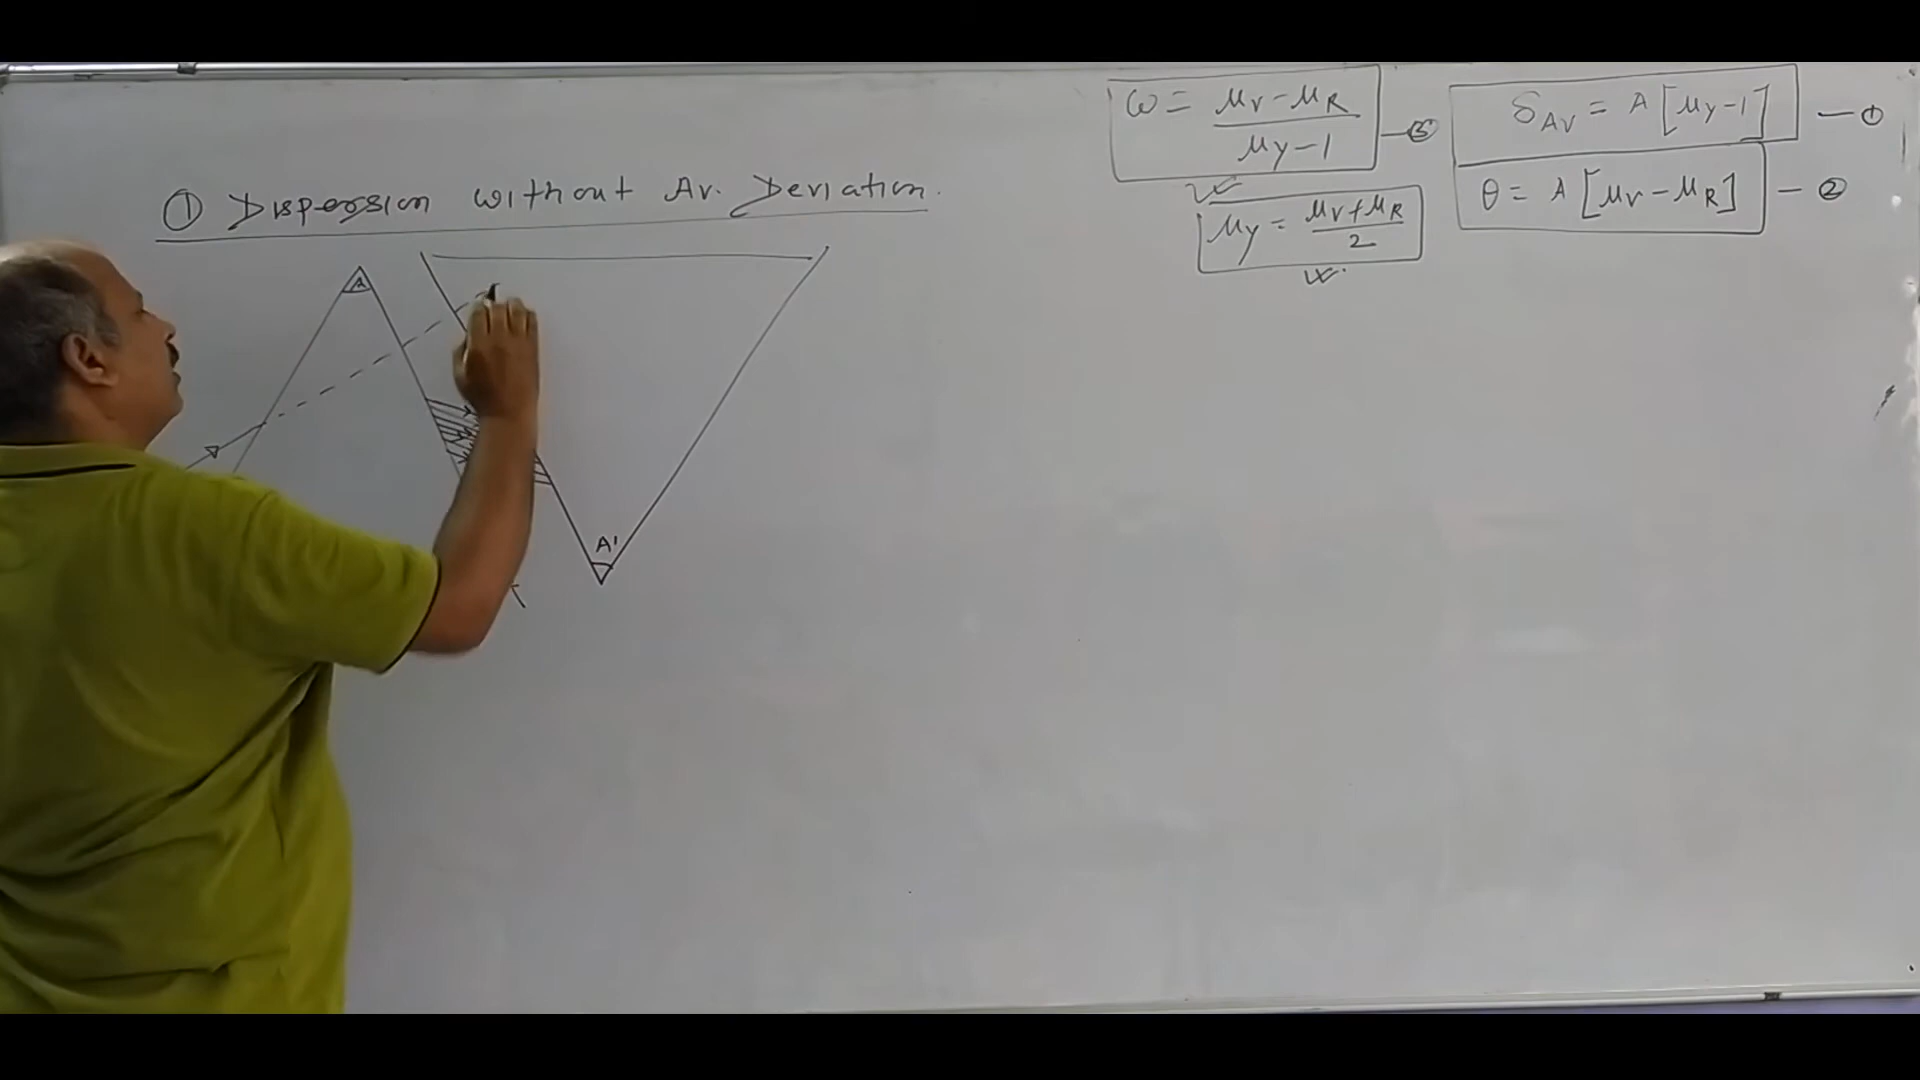 ω = μv - μR / μy - 1 — ⑤
δAV = A [μy - 1] — ①
θ = A [μv - μR] — ②
μy = μv + μR / 2
① Dispersion without Av. Deviation.
A
A'